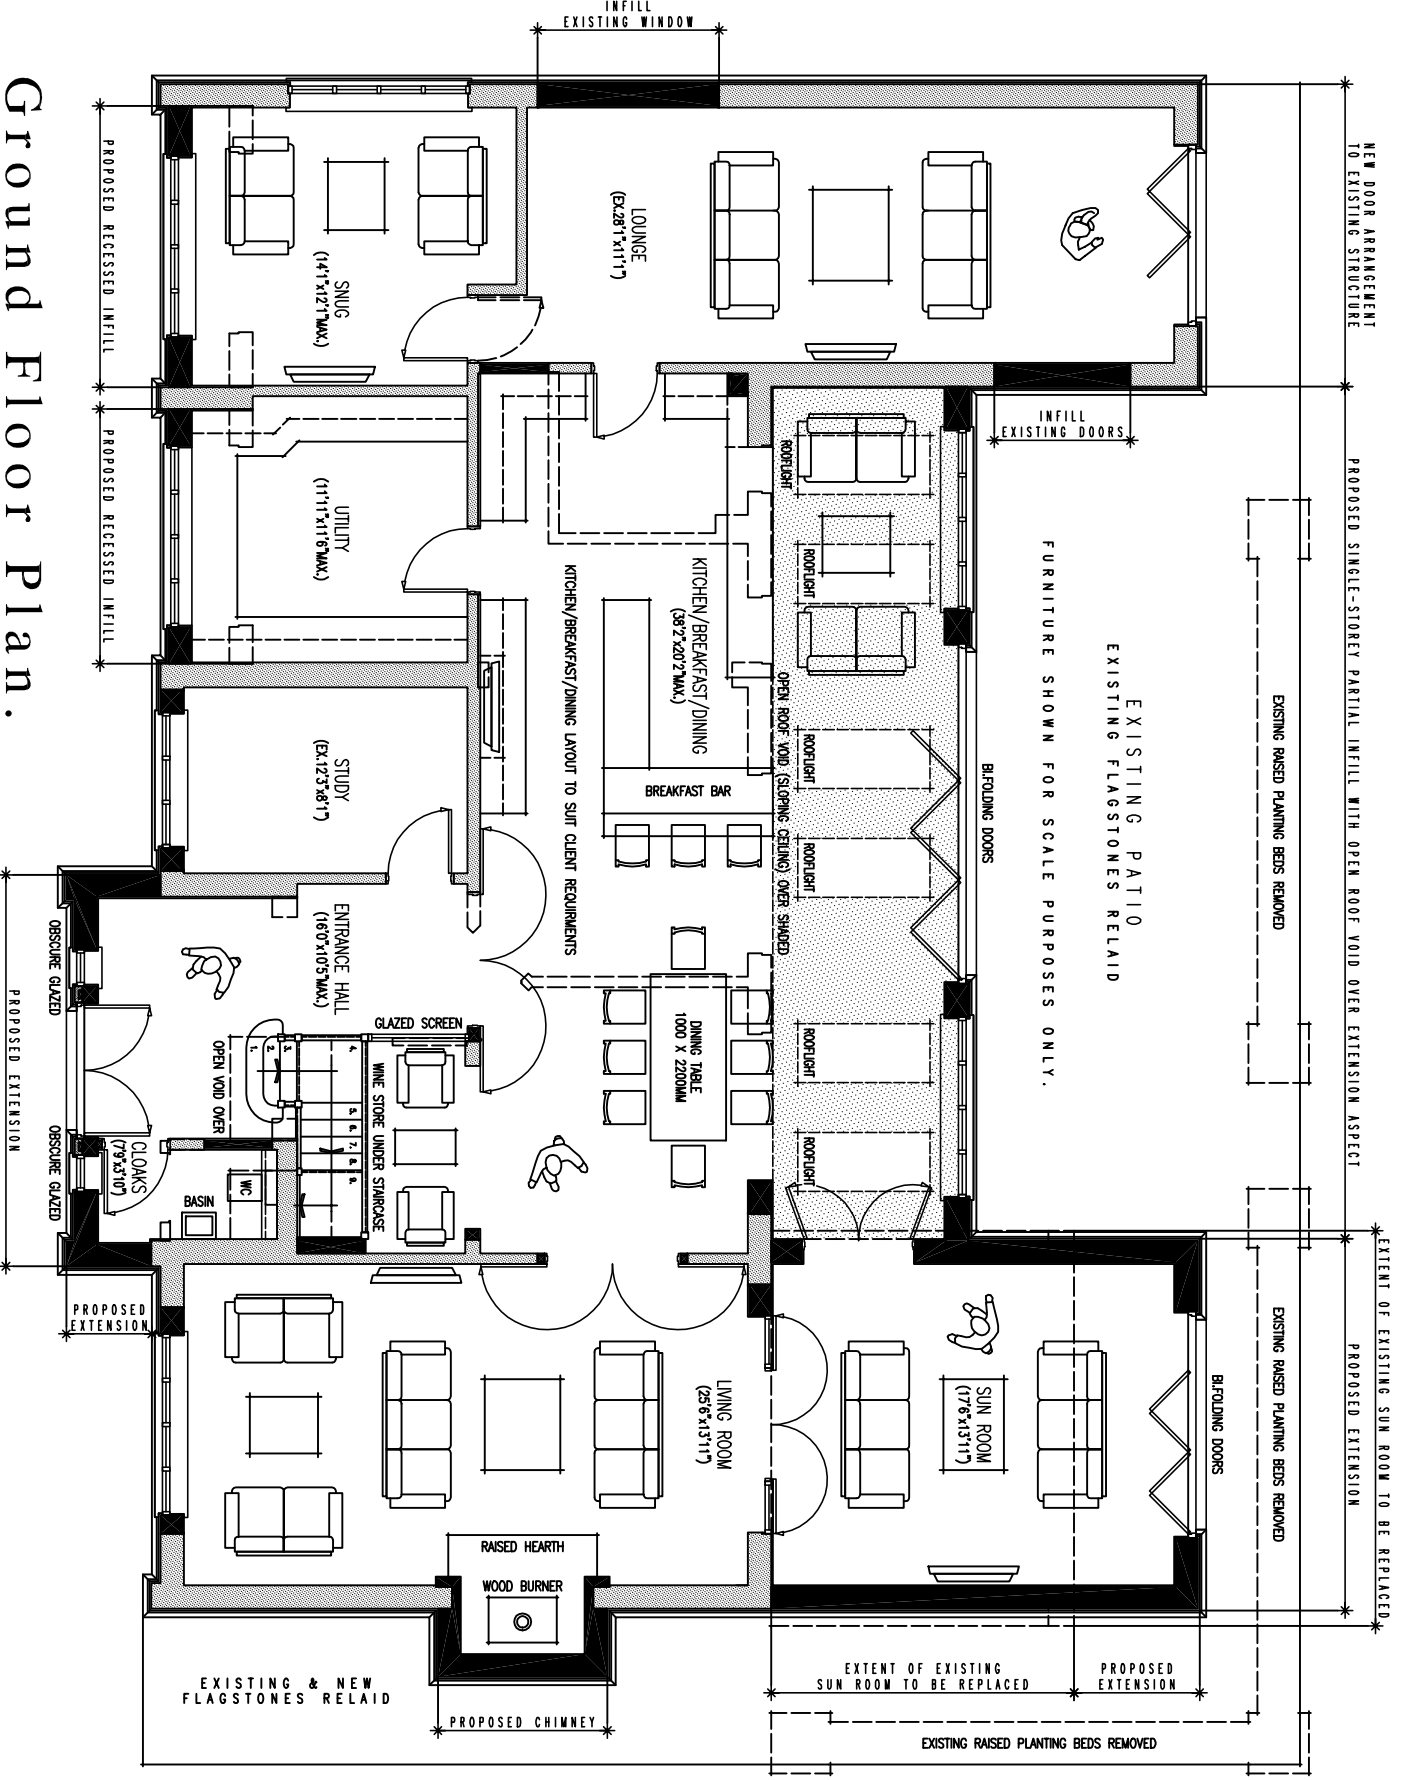 Ground Floor Plan.
INFILL
EXISTING WINDOW
NEW DOOR ARRANGEMENT
TO EXISTING STRUCTURE
PROPOSED RECESSED INFILL
SNUG
(14'1"x12'1"MAX.)
LOUNGE
(EX.28'1"x11'1")
INFILL
EXISTING DOORS
PROPOSED SINGLE-STOREY PARTIAL INFILL WITH OPEN ROOF VOID OVER EXTENSION ASPECT
PROPOSED RECESSED INFILL
UTILITY
(11'11"x11'6"MAX.)
KITCHEN/BREAKFAST/DINING
(38'2"x20'2"MAX.)
KITCHEN/BREAKFAST/DINING LAYOUT TO SUIT CLIENT REQUIRMENTS
BREAKFAST BAR
ROOFLIGHT
ROOFLIGHT
ROOFLIGHT
ROOFLIGHT
ROOFLIGHT
ROOFLIGHT
OPEN ROOF VOID (SLOPING CEILING) OVER SHADED
BI.FOLDING DOORS
EXISTING PATIO
EXISTING FLAGSTONES RELAID
FURNITURE SHOWN FOR SCALE PURPOSES ONLY.
EXISTING RAISED PLANTING BEDS REMOVED
STUDY
(EX.12'3"x8'1")
ENTRANCE HALL
(16'0"x10'5"MAX.)
GLAZED SCREEN
DINING TABLE
1000 X 2200MM
WINE STORE UNDER STAIRCASE
OPEN VOID OVER
1.
2.
3.
4.
5.
6.
7.
8.
9.
OBSCURE GLAZED
OBSCURE GLAZED
PROPOSED EXTENSION
CLOAKS
(7'9"x3'10")
WC
BASIN
PROPOSED
EXTENSION
LIVING ROOM
(25'6"x13'11")
SUN ROOM
(17'6"x13'11")
BI.FOLDING DOORS
EXISTING RAISED PLANTING BEDS REMOVED
PROPOSED EXTENSION
EXTENT OF EXISTING SUN ROOM TO BE REPLACED
RAISED HEARTH
WOOD BURNER
EXISTING & NEW
FLAGSTONES RELAID
PROPOSED CHIMNEY
EXTENT OF EXISTING
SUN ROOM TO BE REPLACED
PROPOSED
EXTENSION
EXISTING RAISED PLANTING BEDS REMOVED